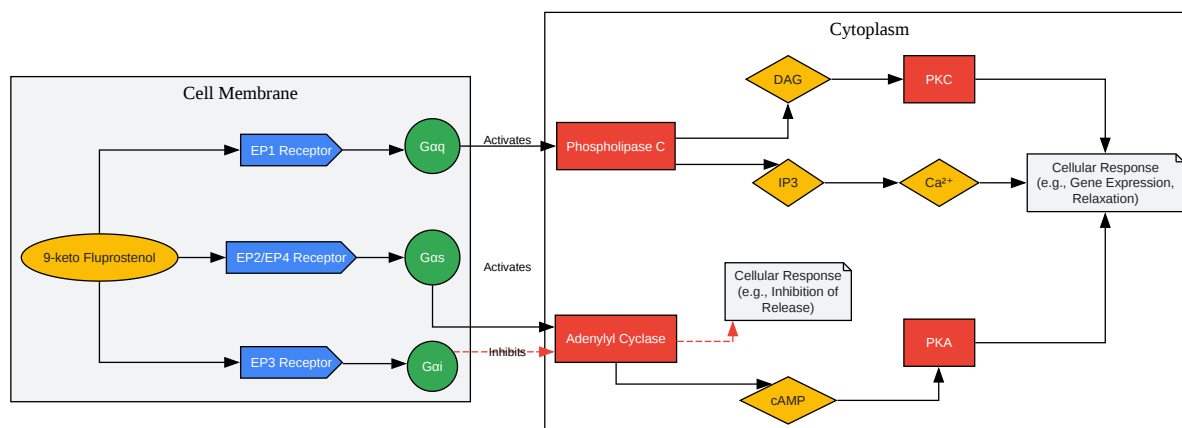 Cytoplasm
Cell Membrane
DAG
PKC
EP1 Receptor
Gαq
Activates
Phospholipase C
IP3
Ca²⁺
Cellular Response
(e.g., Gene Expression,
Relaxation)
9-keto Fluprostenol
EP2/EP4 Receptor
Gαs
Activates
Cellular Response
(e.g., Inhibition of
Release)
EP3 Receptor
Gαi
Inhibits
Adenylyl Cyclase
PKA
cAMP